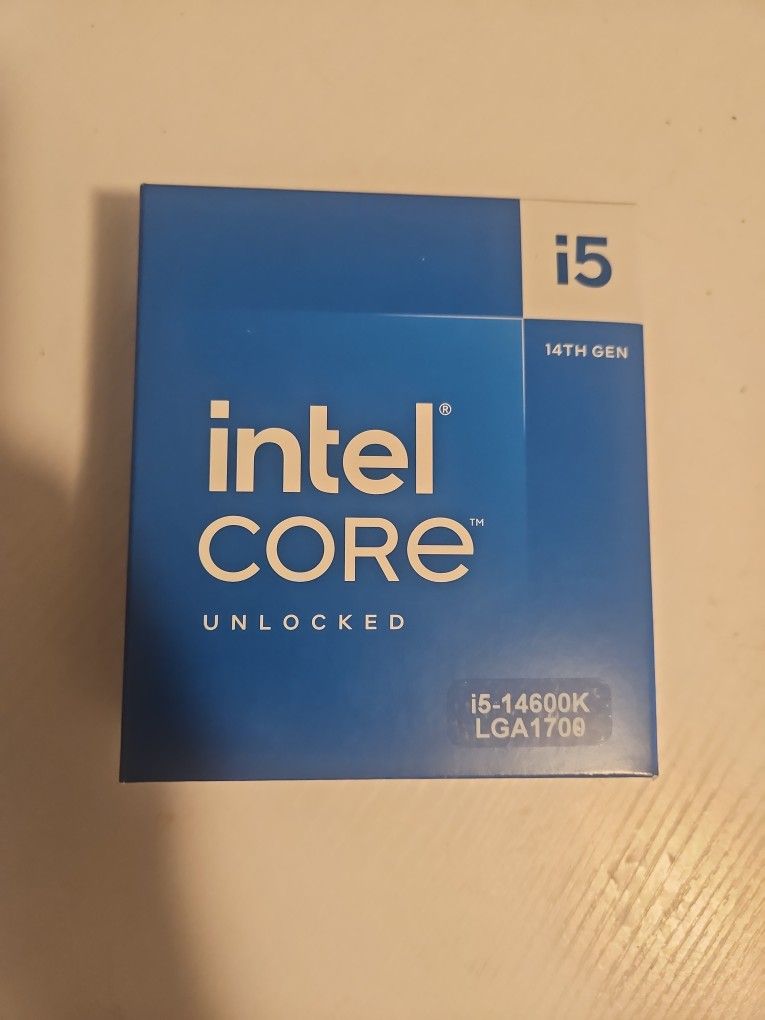 i5
14TH GEN
intel®
CORE™
UNLOCKED
i5-14600K
LGA1700